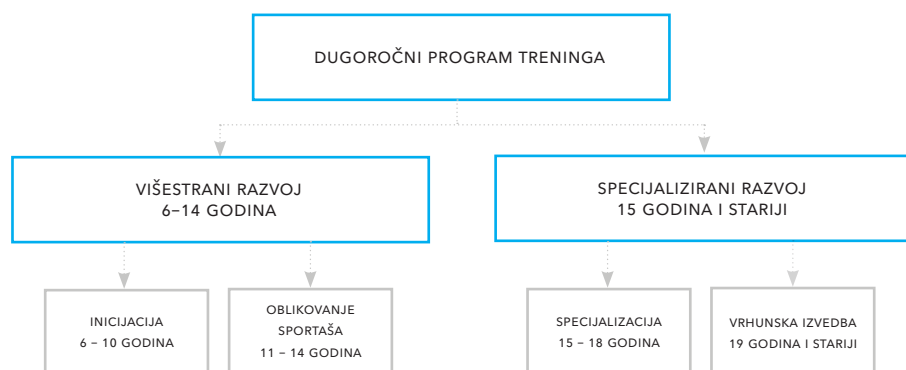 DUGOROČNI PROGRAM TRENINGA
VIŠESTRANI RAZVOJ
6–14 GODINA
SPECIJALIZIRANI RAZVOJ
15 GODINA I STARIJI
INICIJACIJA
6 – 10 GODINA
OBLIKOVANJE
SPORTAŠA
11 – 14 GODINA
SPECIJALIZACIJA
15 – 18 GODINA
VRHUNSKA IZVEDBA
19 GODINA I STARIJI